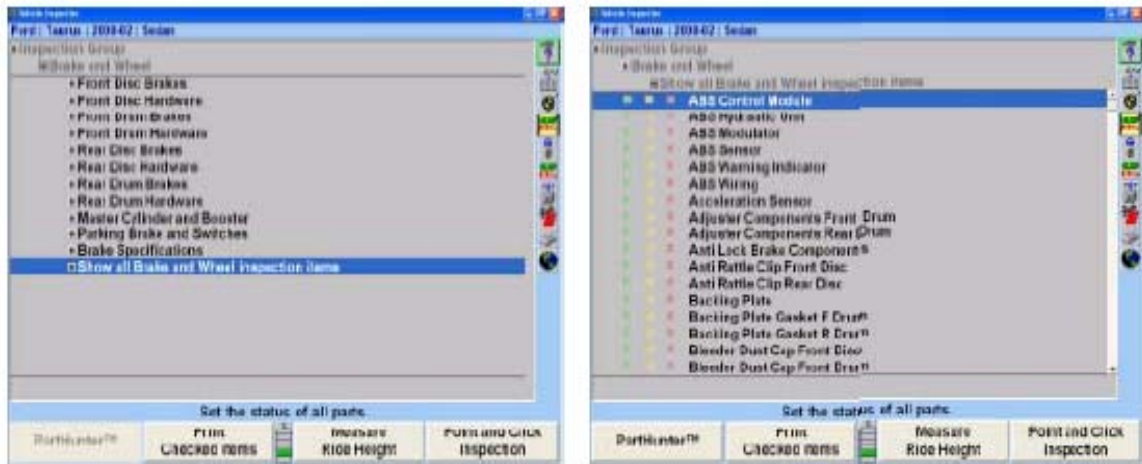 Vehicle Inspector
Ford | Taurus | 2000-02 | Sedan
Inspection Group
Brake and Wheel
Front Disc Brakes
Front Disc Hardware
Front Drum Brakes
Front Drum Hardware
Rear Disc Brakes
Rear Disc Hardware
Rear Drum Brakes
Rear Drum Hardware
Master Cylinder and Booster
Parking Brake and Switches
Brake Specifications
Show all Brake and Wheel inspection items
Set the status of all parts.
PartHunter™
Print
Checked Items
Measure
Ride Height
Point and Click
Inspection
Vehicle Inspector
Ford | Taurus | 2000-02 | Sedan
Inspection Group
Brake and Wheel
Show all Brake and Wheel inspection items
ABS Control Module
ABS Hydraulic Unit
ABS Modulator
ABS Sensor
ABS Warning Indicator
ABS Wiring
Acceleration Sensor
Adjuster Components Front Drum
Adjuster Components Rear Drum
Anti Lock Brake Components
Anti Rattle Clip Front Disc
Anti Rattle Clip Rear Disc
Backing Plate
Backing Plate Gasket F Drum
Backing Plate Gasket R Drum
Bleeder Dust Cap Front Disc
Bleeder Dust Cap Front Drum
Set the status of all parts.
PartHunter™
Print
Checked Items
Measure
Ride Height
Point and Click
Inspection